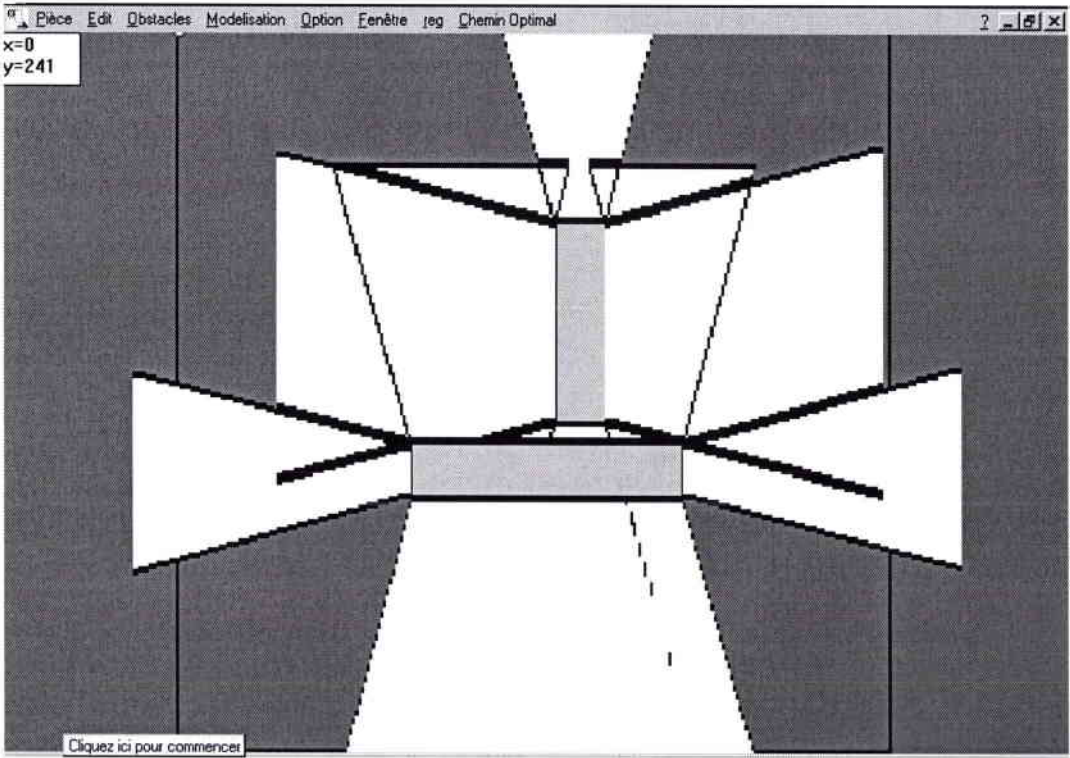 Pièce Edit Obstacles Modelisation Option Fenêtre reg Chemin Optimal ?
x=0
y=241
Cliquez ici pour commencer